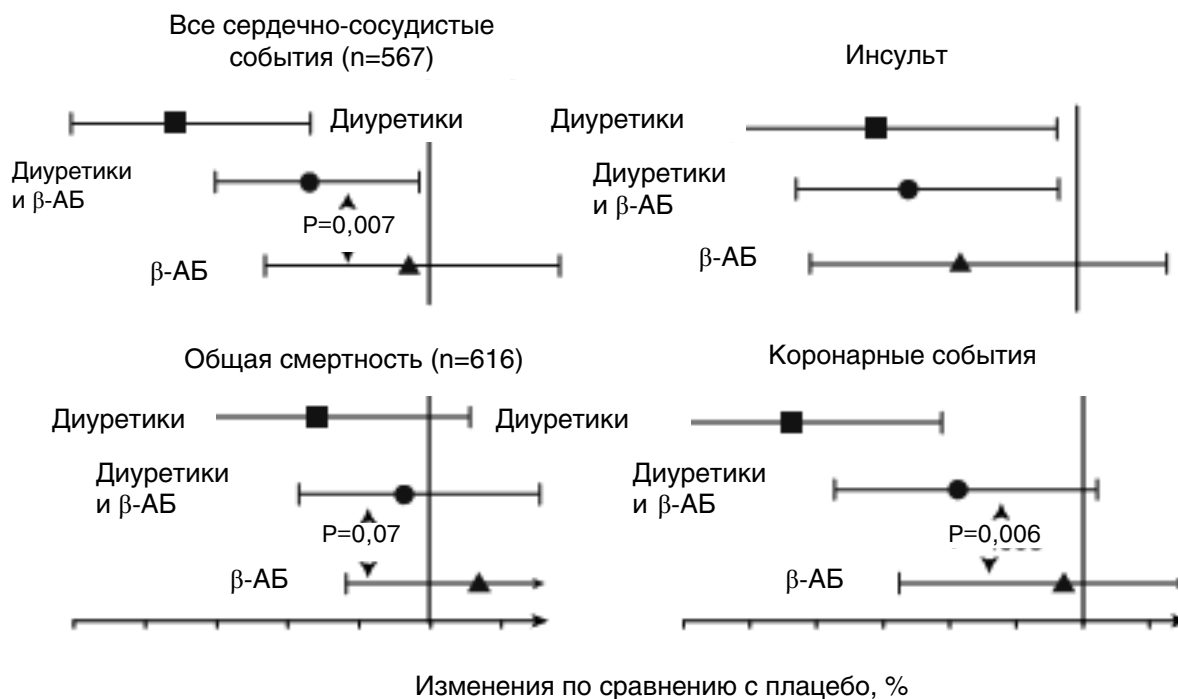 Все сердечно-сосудистые
события (n=567)
Диуретики
Диуретики
и β-АБ
P=0,007
β-АБ
Инсульт
Диуретики
Диуретики
и β-АБ
β-АБ
Общая смертность (n=616)
Диуретики
Диуретики
и β-АБ
P=0,07
β-АБ
Коронарные события
Диуретики
Диуретики
и β-АБ
P=0,006
β-АБ
Изменения по сравнению с плацебо, %